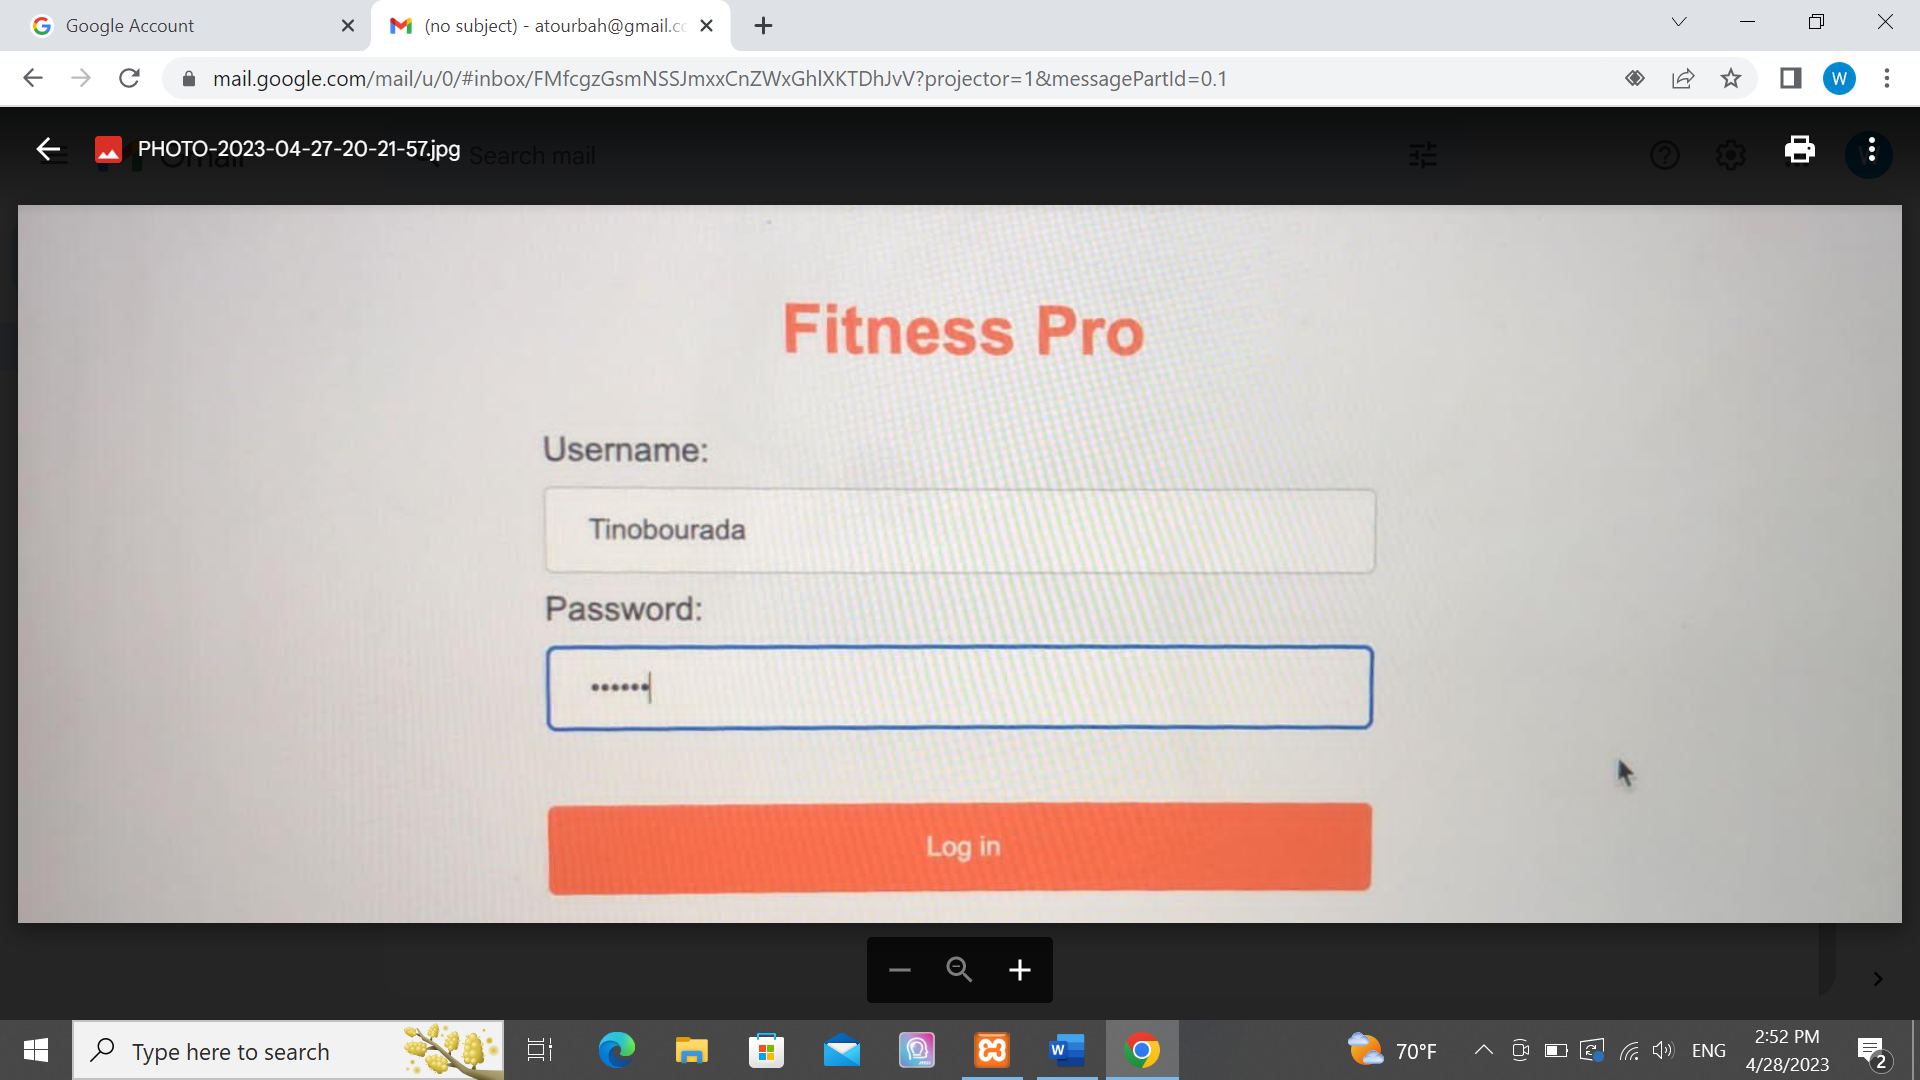 Google Account
(no subject) - atourbah@gmail.c
mail.google.com/mail/u/0/#inbox/FMfcgzGsmNSSJmxxCnZWxGhlXKTDhJvV?projector=1&messagePartId=0.1
W
PHOTO-2023-04-27-20-21-57.jpg
Gmail
Search mail
Fitness Pro
Username:
Tinobourada
Password:
••••••
Log in
Type here to search
W
70°F
ENG
2:52 PM
4/28/2023
2